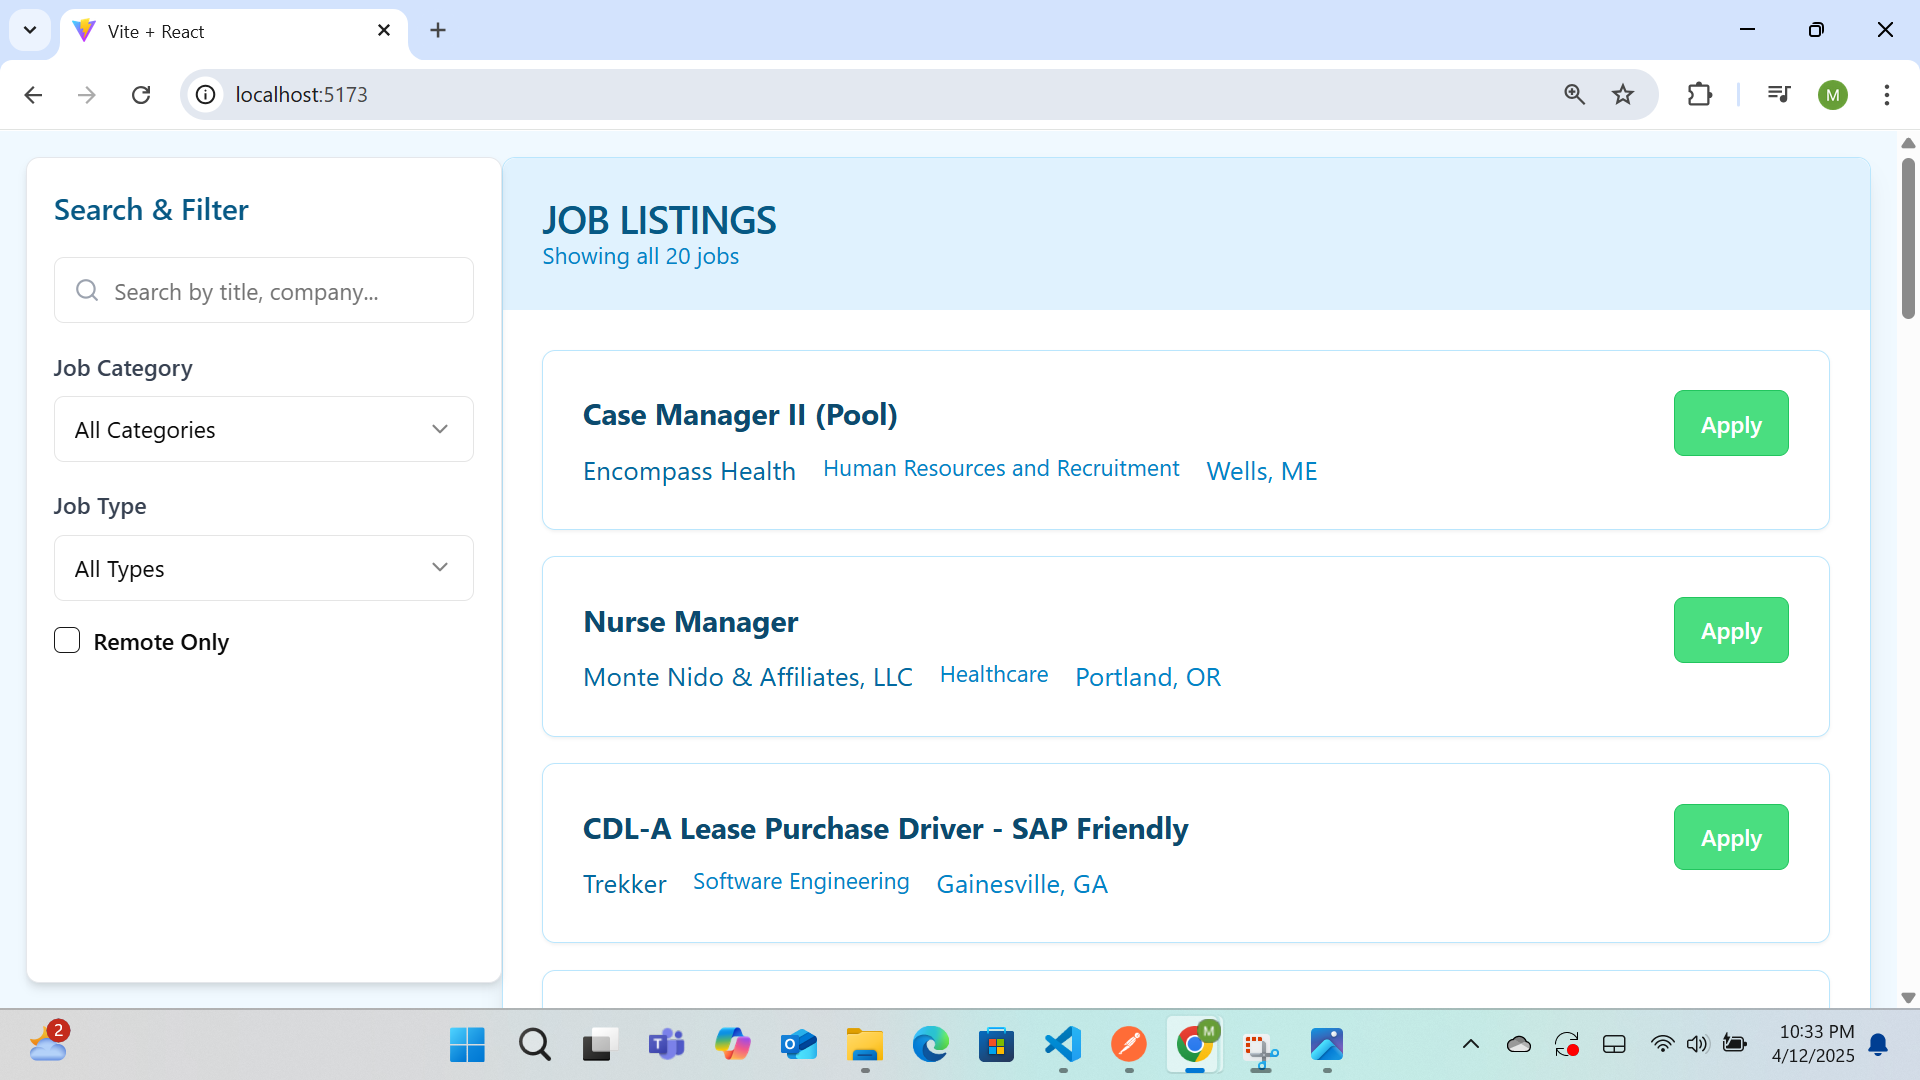 Vite + React
localhost:5173
M
Search & Filter
Search by title, company...
Job Category
All Categories
Job Type
All Types
Remote Only
JOB LISTINGS
Showing all 20 jobs
Case Manager II (Pool)
Encompass Health Human Resources and Recruitment Wells, ME
Apply
Nurse Manager
Monte Nido & Affiliates, LLC Healthcare Portland, OR
Apply
CDL-A Lease Purchase Driver - SAP Friendly
Trekker Software Engineering Gainesville, GA
Apply
2
M
10:33 PM
4/12/2025